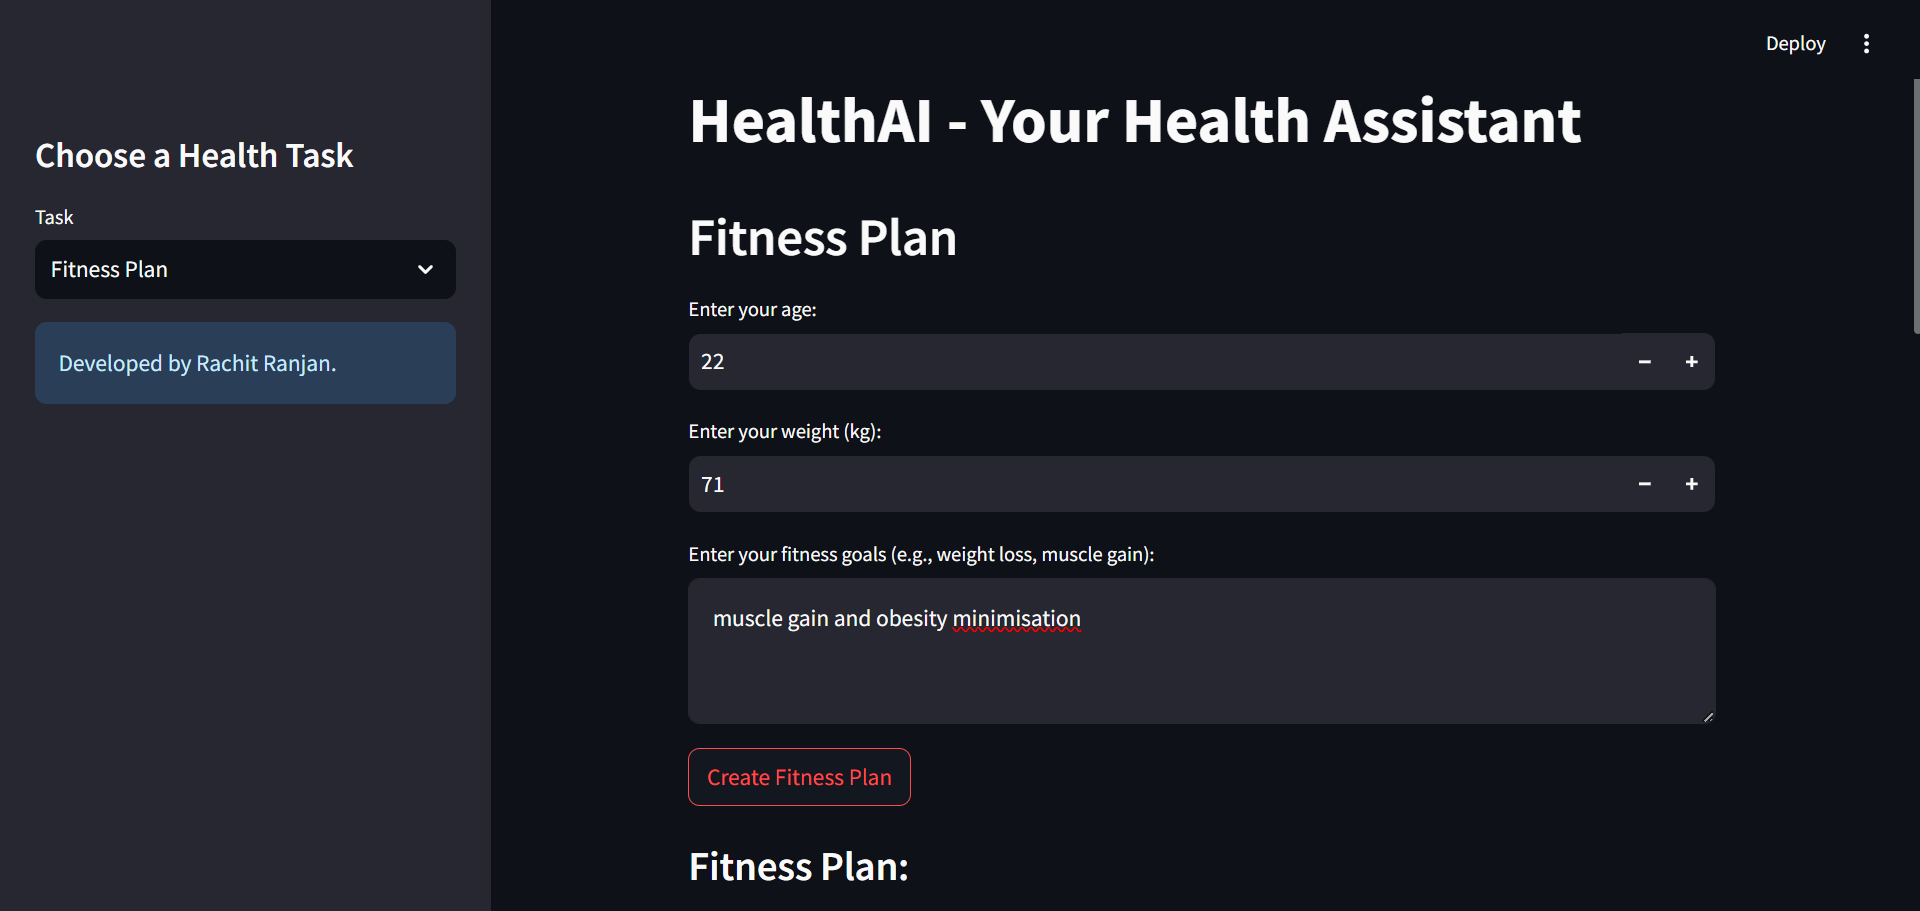 Choose a Health Task
Task
Fitness Plan
Developed by Rachit Ranjan.
Deploy
HealthAI - Your Health Assistant
Fitness Plan
Enter your age:
22
Enter your weight (kg):
71
Enter your fitness goals (e.g., weight loss, muscle gain):
muscle gain and obesity minimisation
Create Fitness Plan
Fitness Plan: